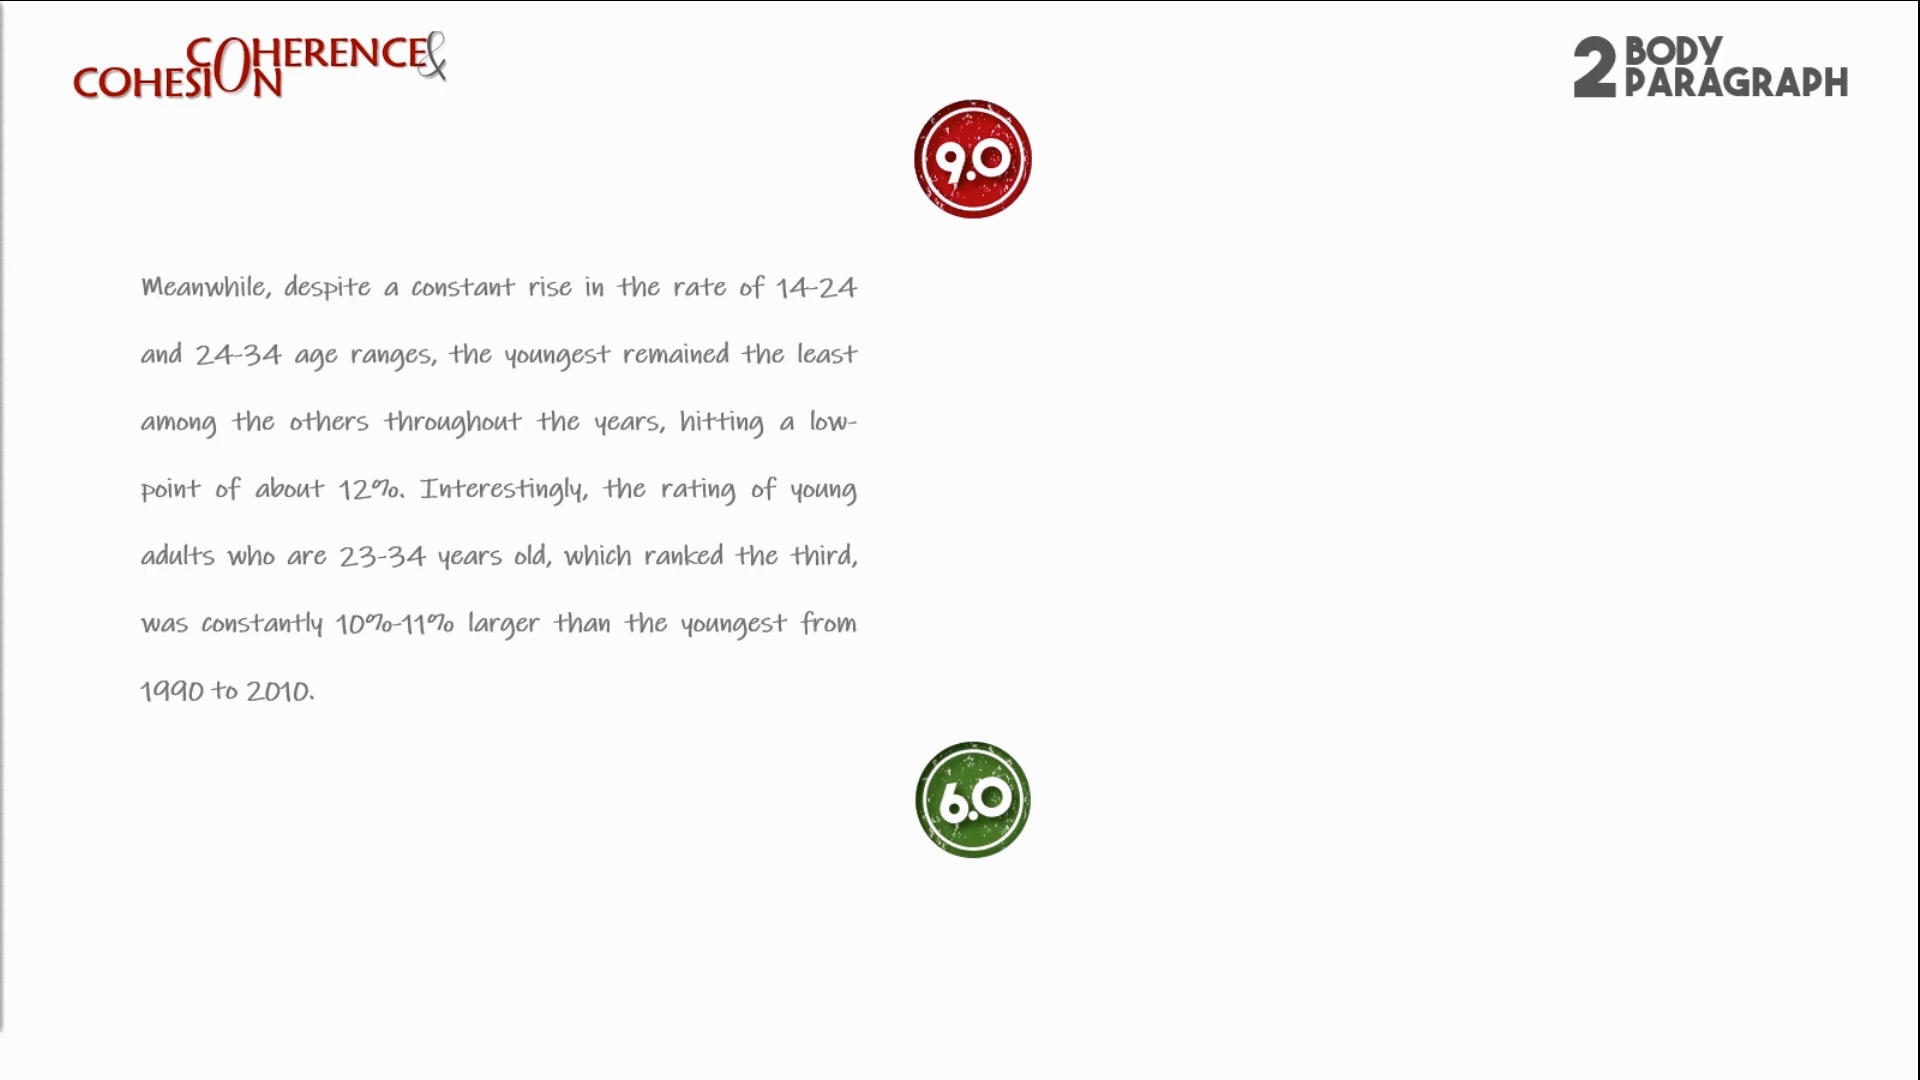 COHERENCE &
COHESION
2 BODY
PARAGRAPH
9.0
Meanwhile, despite a constant rise in the rate of 14-24
and 24-34 age ranges, the youngest remained the least
among the others throughout the years, hitting a low-
point of about 12%. Interestingly, the rating of young
adults who are 23-34 years old, which ranked the third,
was constantly 10%-11% larger than the youngest from
1990 to 2010.
6.0